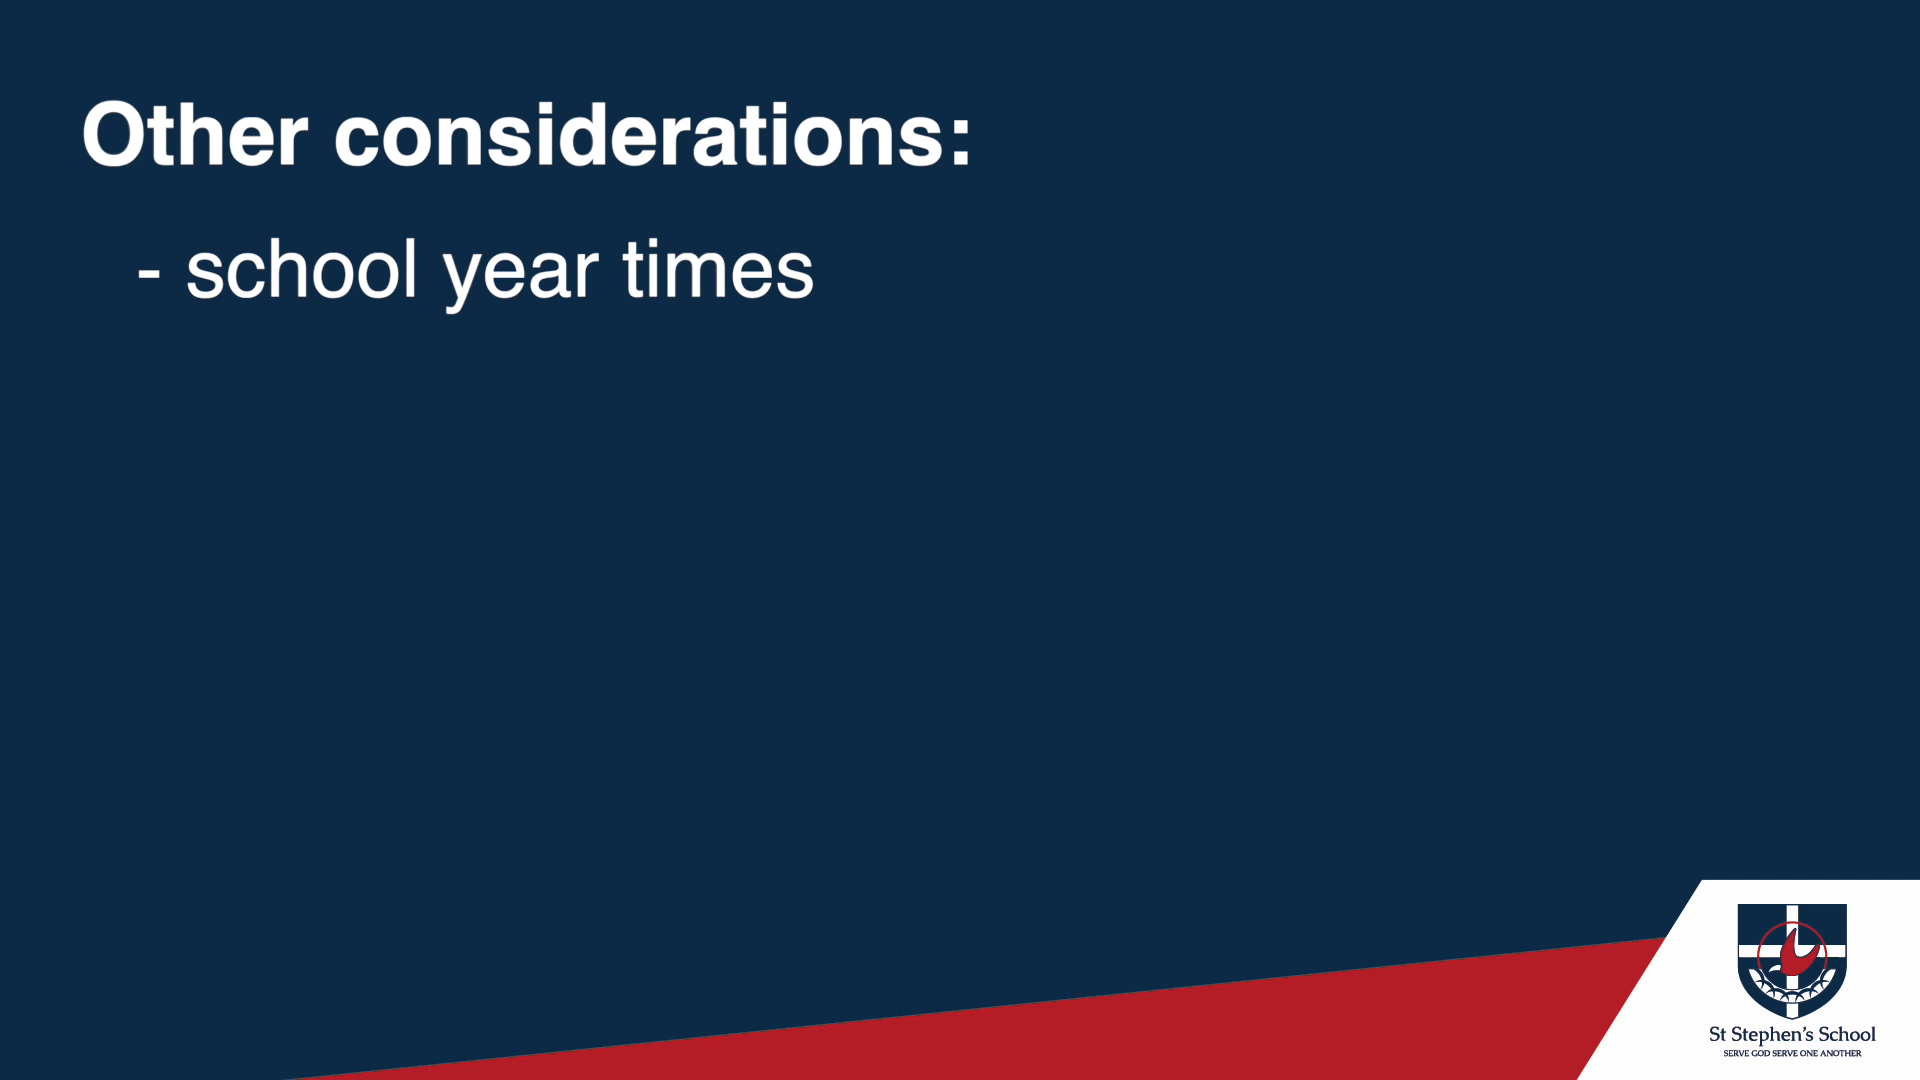 Other considerations:
- school year times
St Stephen's School
SERVE GOD SERVE ONE ANOTHER